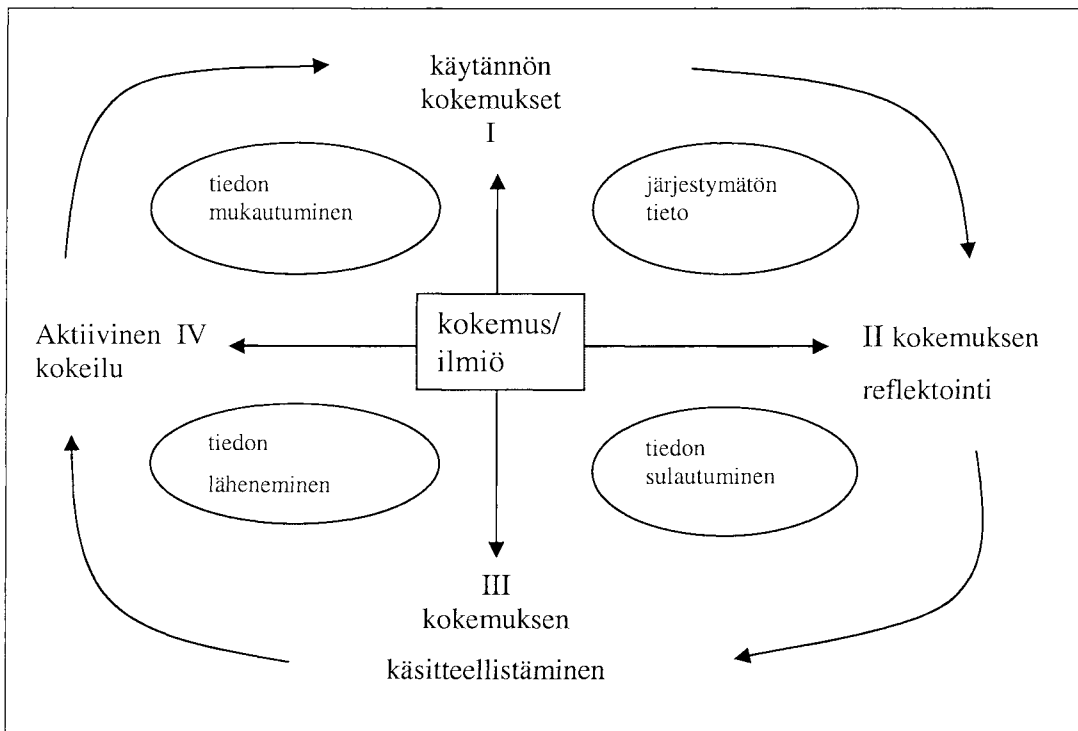 käytännön
kokemukset
I
tiedon
mukautuminen
järjestymätön
tieto
Aktiivinen IV
kokeilu
kokemus/
ilmiö
II kokemuksen
reflektointi
tiedon
läheneminen
tiedon
sulautuminen
III
kokemuksen
käsitteellistäminen